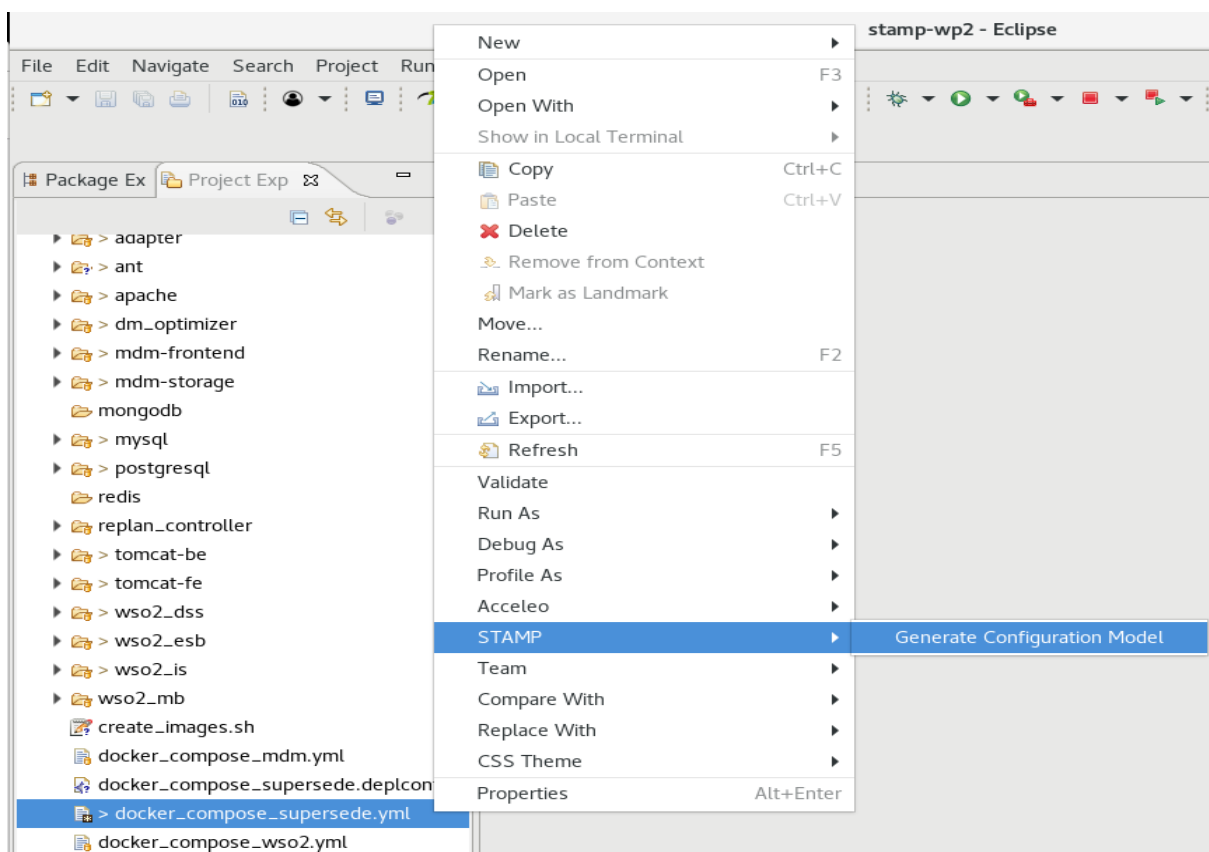 stamp-wp2 - Eclipse
File Edit Navigate Search Project Run
Package Ex Project Exp
> adapter
> ant
> apache
> dm_optimizer
> mdm-frontend
> mdm-storage
mongodb
> mysql
> postgresql
redis
replan_controller
> tomcat-be
> tomcat-fe
> wso2_dss
> wso2_esb
> wso2_is
wso2_mb
create_images.sh
docker_compose_mdm.yml
docker_compose_supersede.deplcon
> docker_compose_supersede.yml
docker_compose_wso2.yml
New
Open F3
Open With
Show in Local Terminal
Copy Ctrl+C
Paste Ctrl+V
Delete
Remove from Context
Mark as Landmark
Move...
Rename... F2
Import...
Export...
Refresh F5
Validate
Run As
Debug As
Profile As
Acceleo
STAMP
Team
Compare With
Replace With
CSS Theme
Properties Alt+Enter
Generate Configuration Model